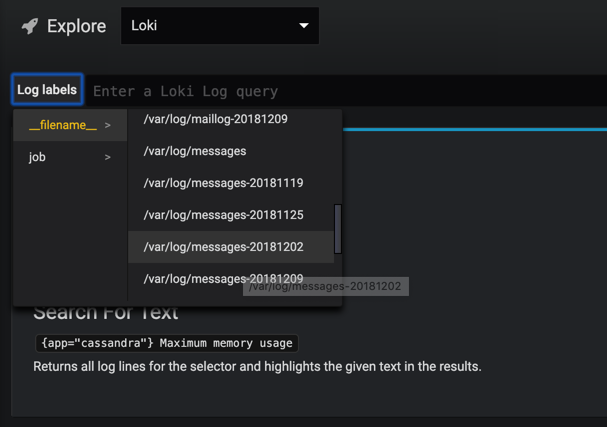 Explore
Loki
Log labels
Enter a Loki Log query
__filename__ >
job >
/var/log/maillog-20181209
/var/log/messages
/var/log/messages-20181119
/var/log/messages-20181125
/var/log/messages-20181202
/var/log/messages-20181209
/var/log/messages-20181202
Search For Text
{app="cassandra"} Maximum memory usage
Returns all log lines for the selector and highlights the given text in the results.